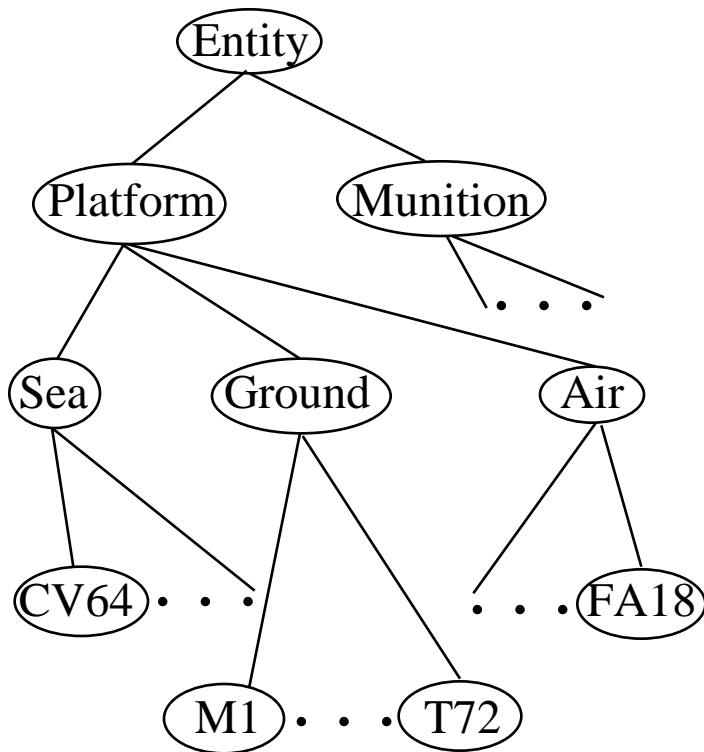 Entity
Platform Munition
. . .
Sea Ground Air
CV64 . . . . . . FA18
M1 . . . T72